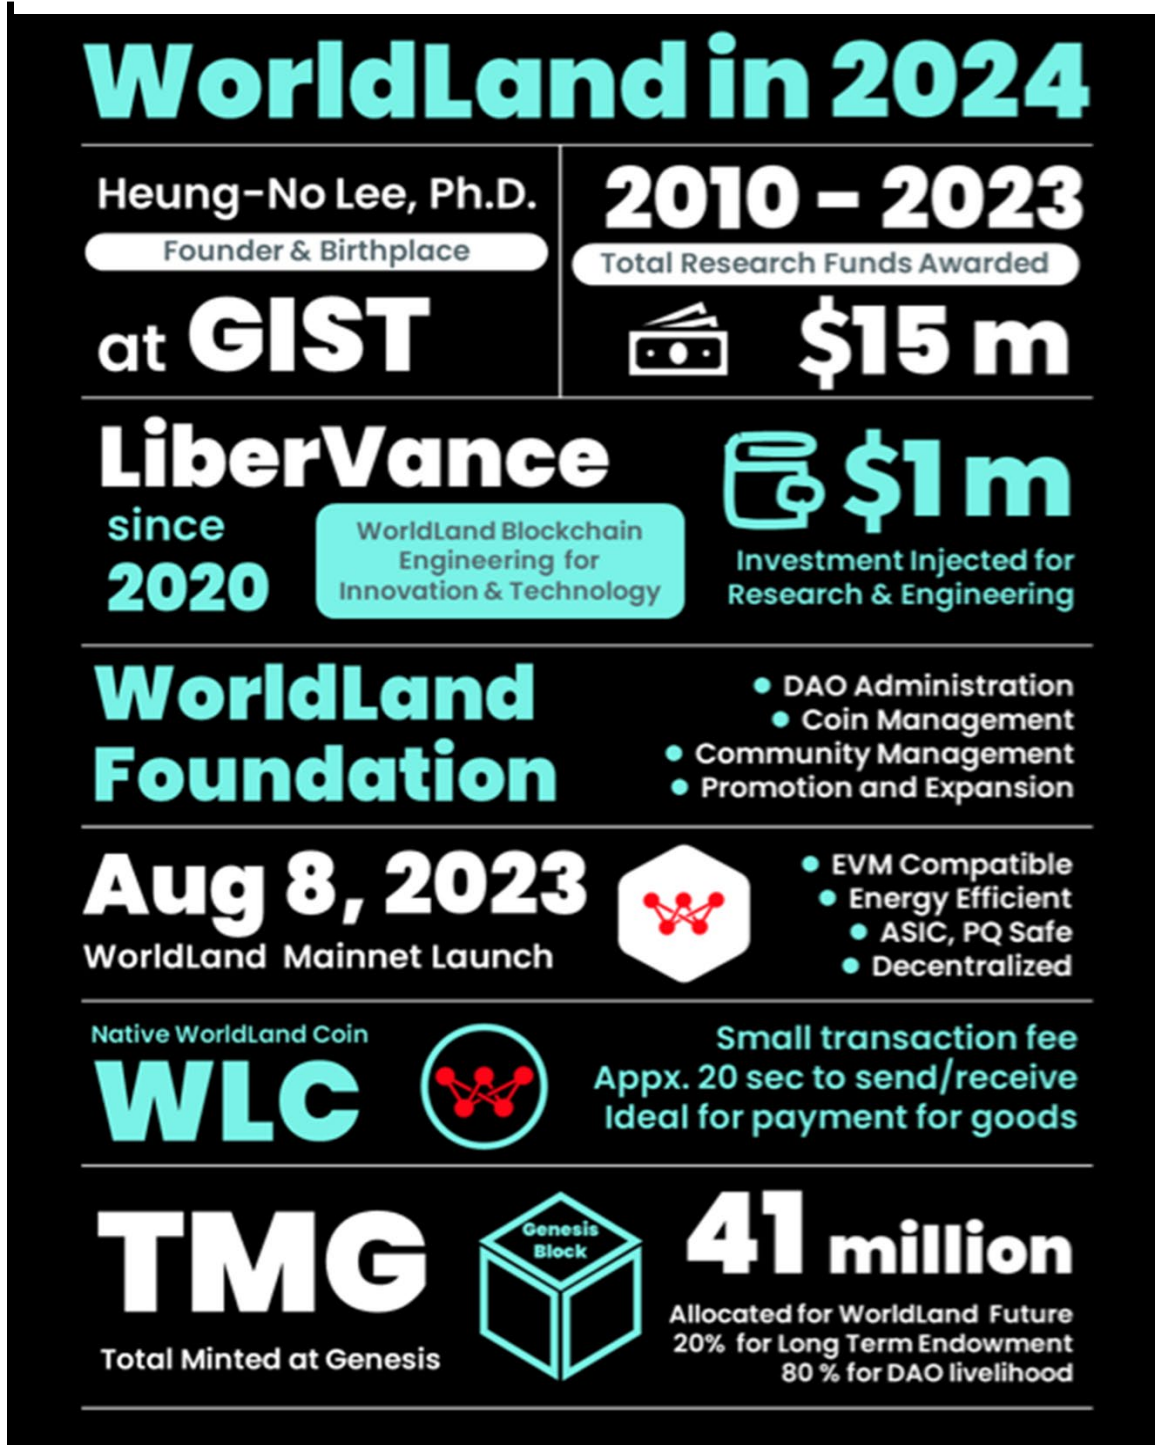 WorldLand in 2024
Heung-No Lee, Ph.D.
Founder & Birthplace
at GIST
2010 – 2023
Total Research Funds Awarded
$15 m
LiberVance
since
2020
WorldLand Blockchain
Engineering for
Innovation & Technology
$1 m
Investment Injected for
Research & Engineering
WorldLand
Foundation
• DAO Administration
• Coin Management
• Community Management
• Promotion and Expansion
Aug 8, 2023
WorldLand Mainnet Launch
• EVM Compatible
• Energy Efficient
• ASIC, PQ Safe
• Decentralized
Native WorldLand Coin
WLC
Small transaction fee
Appx. 20 sec to send/receive
Ideal for payment for goods
TMG
Total Minted at Genesis
Genesis
Block
41 million
Allocated for WorldLand Future
20% for Long Term Endowment
80 % for DAO livelihood